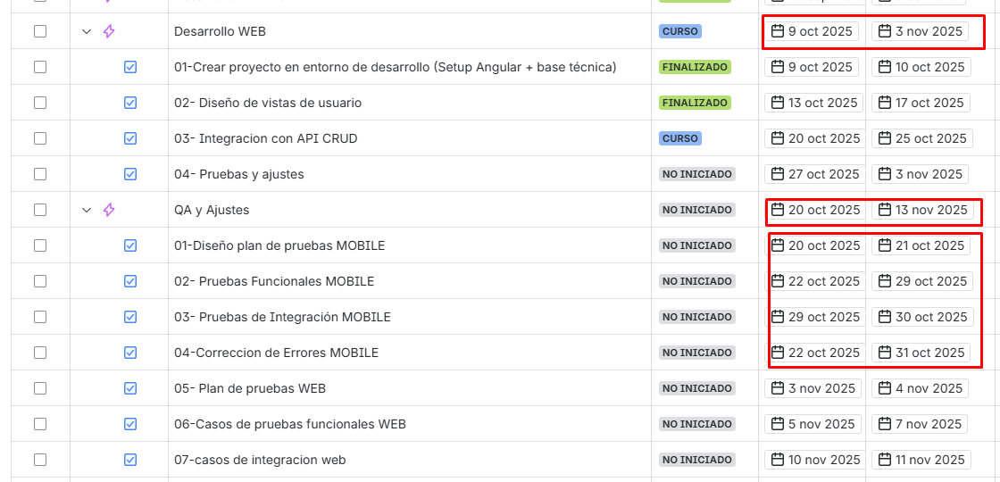 Desarrollo WEB CURSO 9 oct 2025 3 nov 2025
01-Crear proyecto en entorno de desarrollo (Setup Angular + base técnica) FINALIZADO 9 oct 2025 10 oct 2025
02- Diseño de vistas de usuario FINALIZADO 13 oct 2025 17 oct 2025
03- Integracion con API CRUD CURSO 20 oct 2025 25 oct 2025
04- Pruebas y ajustes NO INICIADO 27 oct 2025 3 nov 2025
QA y Ajustes NO INICIADO 20 oct 2025 13 nov 2025
01-Diseño plan de pruebas MOBILE NO INICIADO 20 oct 2025 21 oct 2025
02- Pruebas Funcionales MOBILE NO INICIADO 22 oct 2025 29 oct 2025
03- Pruebas de Integración MOBILE NO INICIADO 29 oct 2025 30 oct 2025
04-Correccion de Errores MOBILE NO INICIADO 22 oct 2025 31 oct 2025
05- Plan de pruebas WEB NO INICIADO 3 nov 2025 4 nov 2025
06-Casos de pruebas funcionales WEB NO INICIADO 5 nov 2025 7 nov 2025
07-casos de integracion web NO INICIADO 10 nov 2025 11 nov 2025